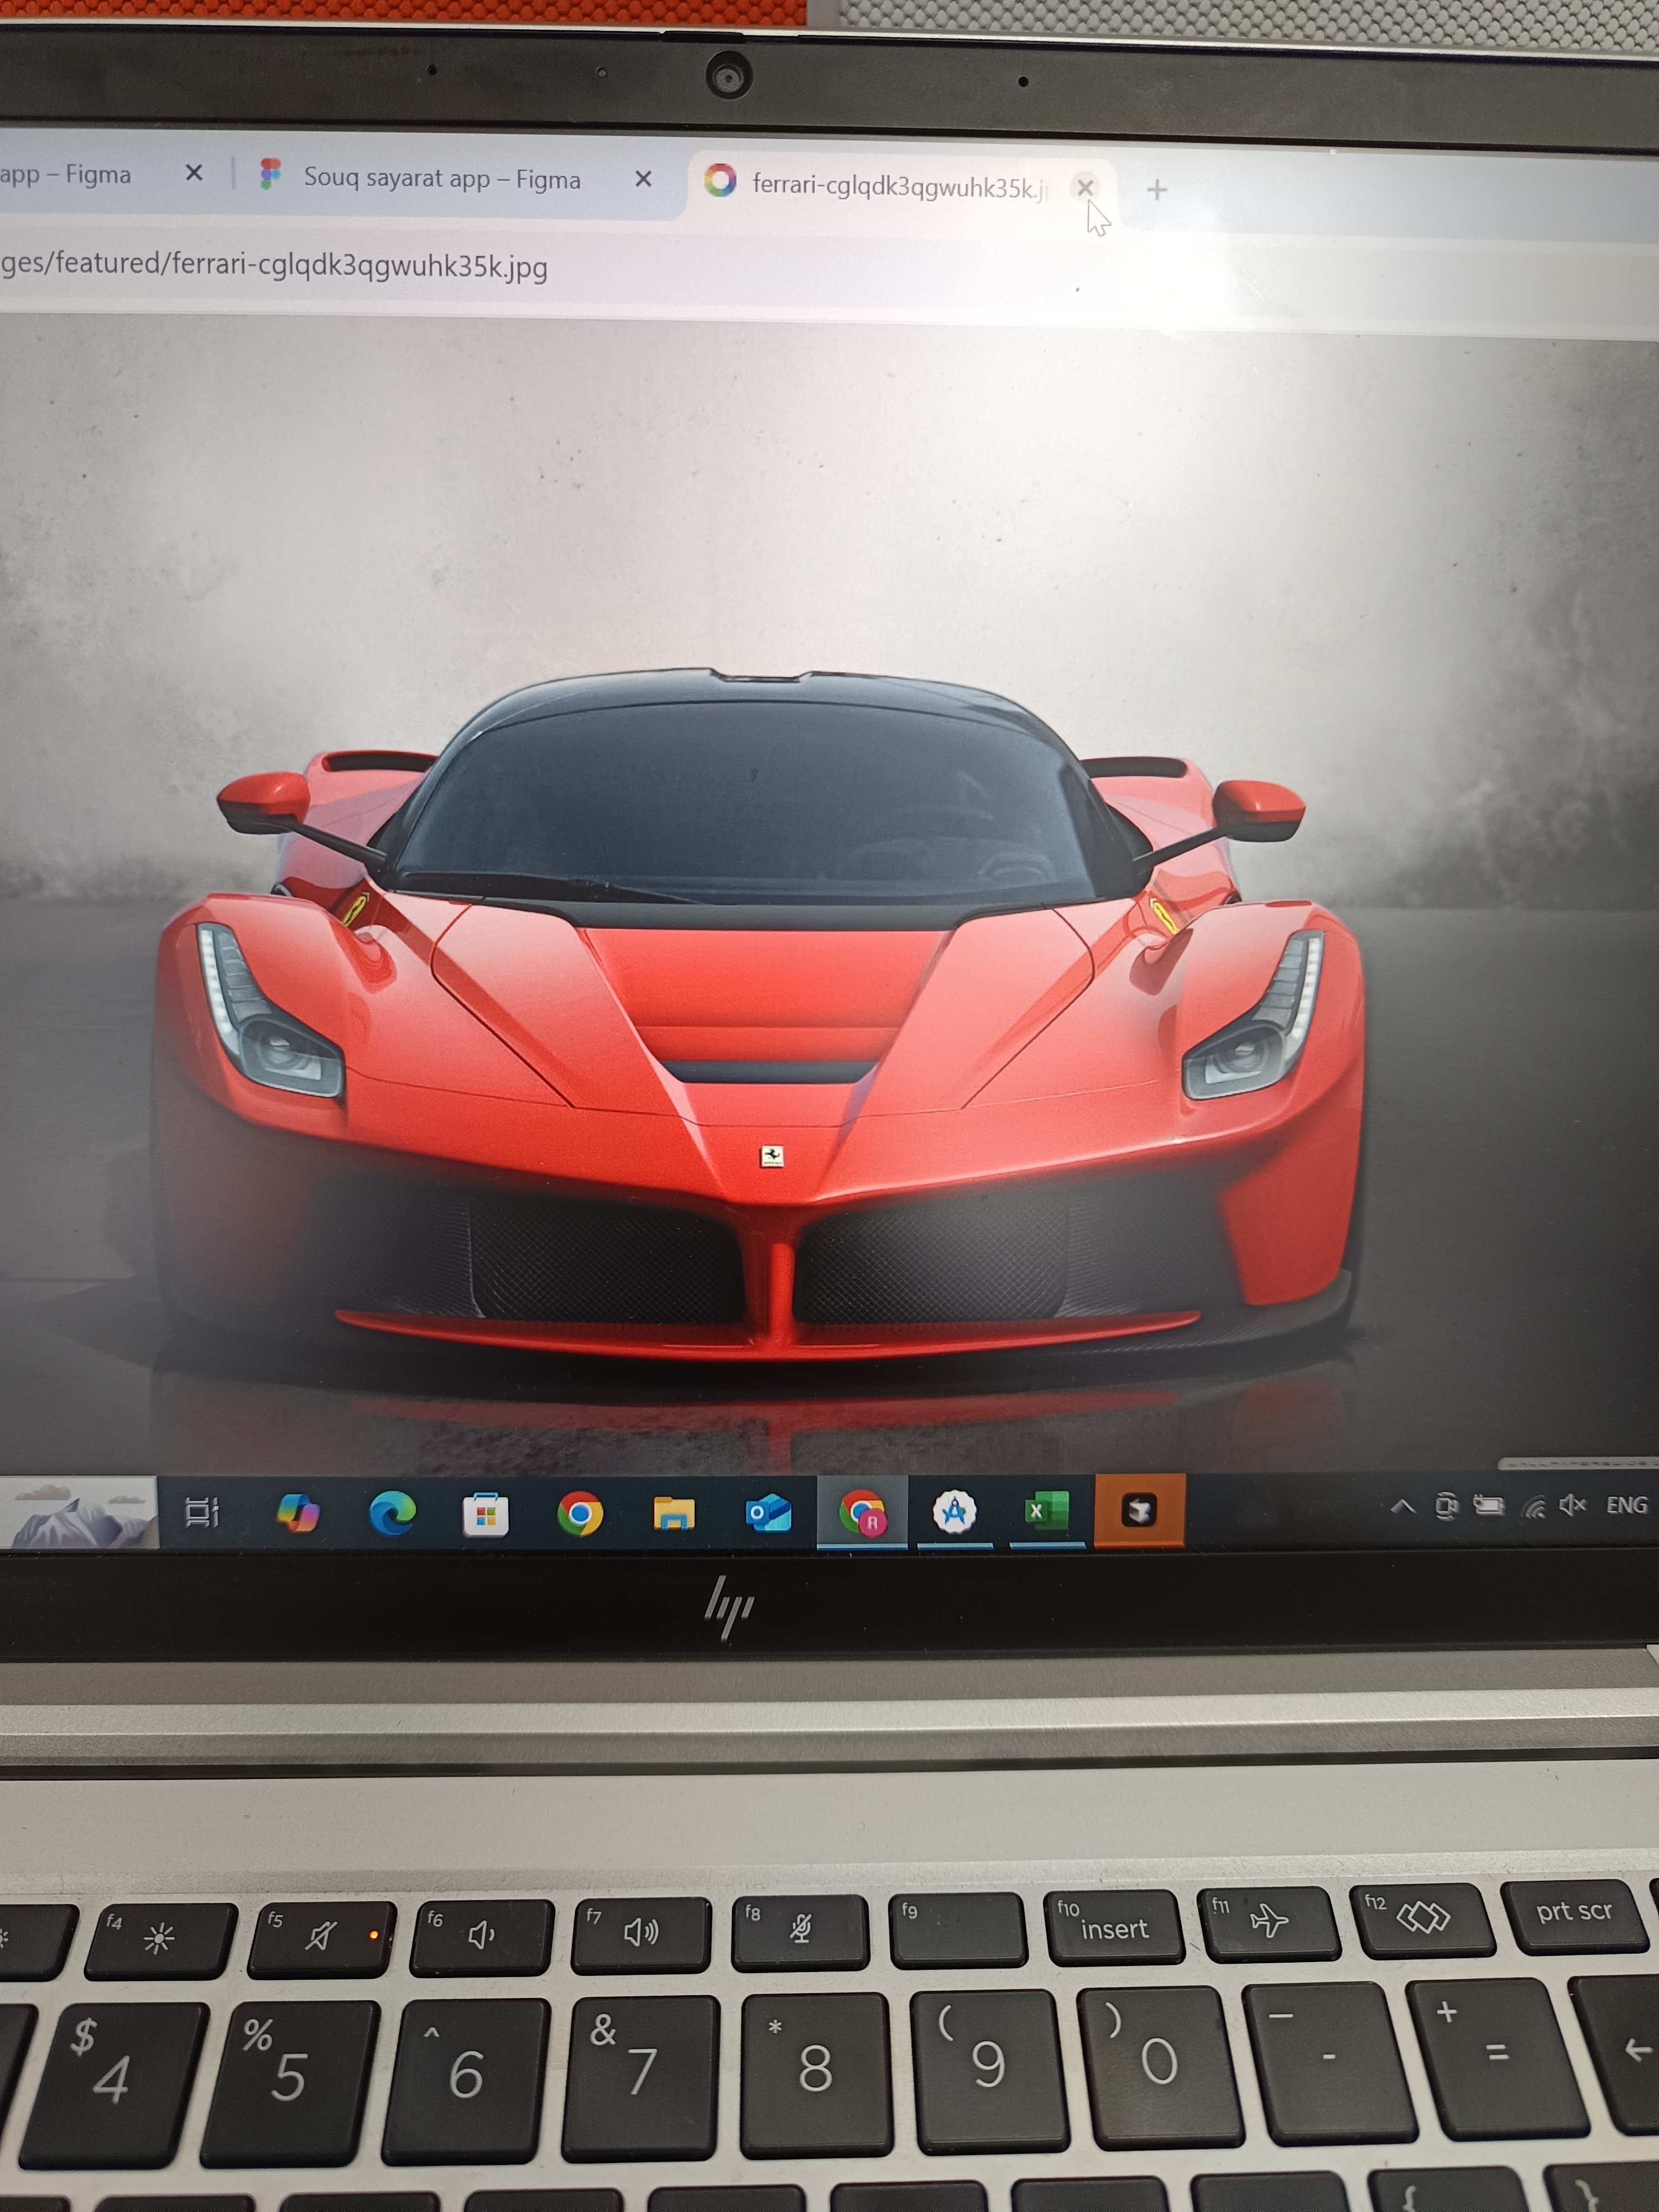 app – Figma
Souq sayarat app – Figma
ferrari-cglqdk3qgwuhk35k.j
ges/featured/ferrari-cglqdk3qgwuhk35k.jpg
R
ENG
hp
f4
f5
f6
f7
f8
f9
f10 insert
f11
f12
prt scr
$ 4
% 5
^ 6
& 7
* 8
( 9
) 0
— -
+ =
{
}